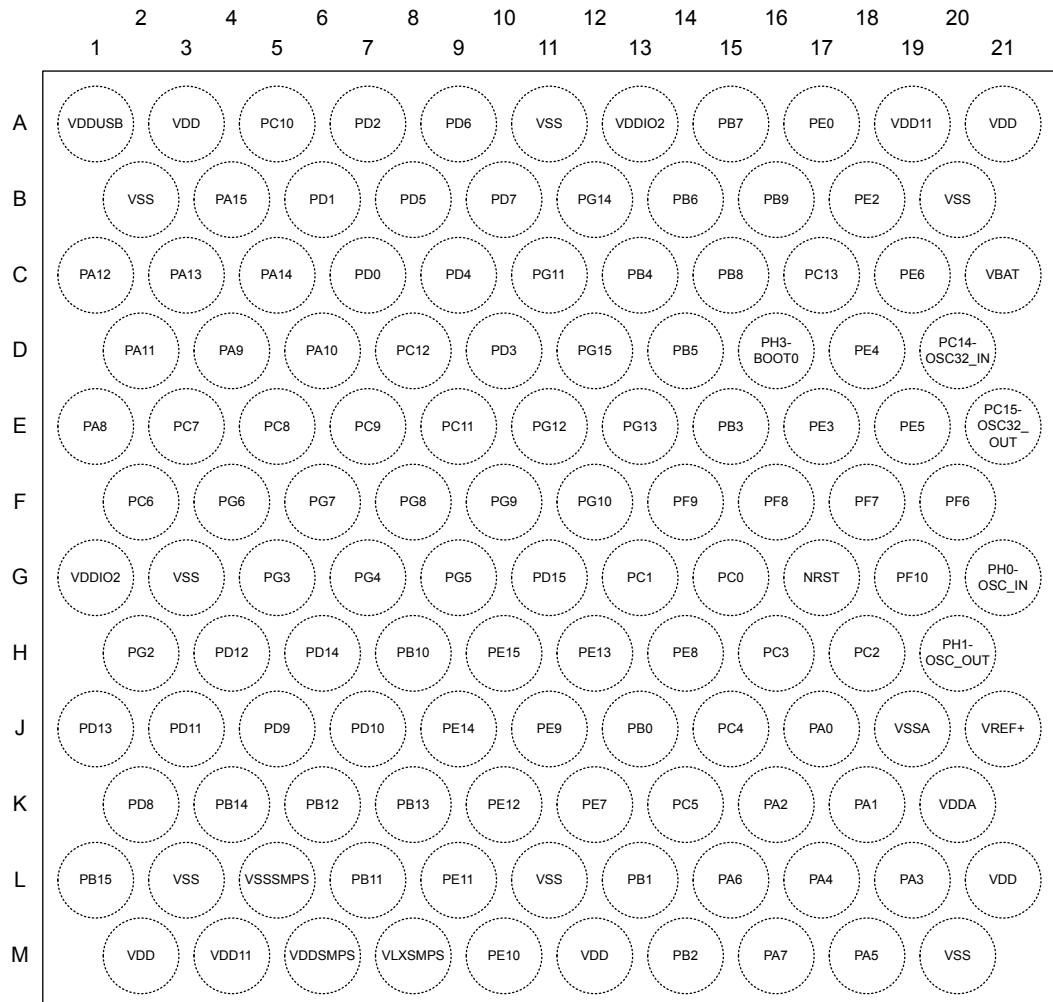 2 4 6 8 10 12 14 16 18 20
1 3 5 7 9 11 13 15 17 19 21
A VDDUSB VDD PC10 PD2 PD6 VSS VDDIO2 PB7 PE0 VDD11 VDD
B VSS PA15 PD1 PD5 PD7 PG14 PB6 PB9 PE2 VSS
C PA12 PA13 PA14 PD0 PD4 PG11 PB4 PB8 PC13 PE6 VBAT
D PA11 PA9 PA10 PC12 PD3 PG15 PB5 PH3-BOOT0 PE4 PC14-OSC32_IN
E PA8 PC7 PC8 PC9 PC11 PG12 PG13 PB3 PE3 PE5 PC15-OSC32_OUT
F PC6 PG6 PG7 PG8 PG9 PG10 PF9 PF8 PF7 PF6
G VDDIO2 VSS PG3 PG4 PG5 PD15 PC1 PC0 NRST PF10 PH0-OSC_IN
H PG2 PD12 PD14 PB10 PE15 PE13 PE8 PC3 PC2 PH1-OSC_OUT
J PD13 PD11 PD9 PD10 PE14 PE9 PB0 PC4 PA0 VSSA VREF+
K PD8 PB14 PB12 PB13 PE12 PE7 PC5 PA2 PA1 VDDA
L PB15 VSS VSSSMPS PB11 PE11 VSS PB1 PA6 PA4 PA3 VDD
M VDD VDD11 VDDSMPS VLXSMPS PE10 VDD PB2 PA7 PA5 VSS